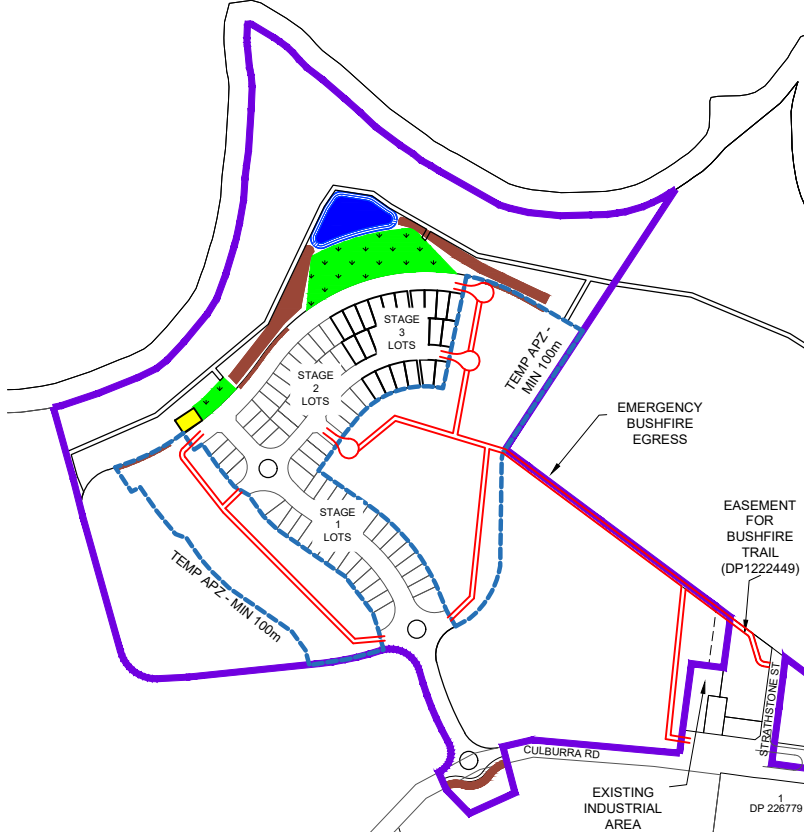 STAGE
3
LOTS
TEMP APZ -
MIN 100m
STAGE
2
LOTS
EMERGENCY
BUSHFIRE
EGRESS
STAGE
1
LOTS
EASEMENT
FOR
BUSHFIRE
TRAIL
(DP1222449)
TEMP APZ - MIN 100m
STRATHSTONE ST
CULBURRA RD
EXISTING
INDUSTRIAL
AREA
1
DP 226779